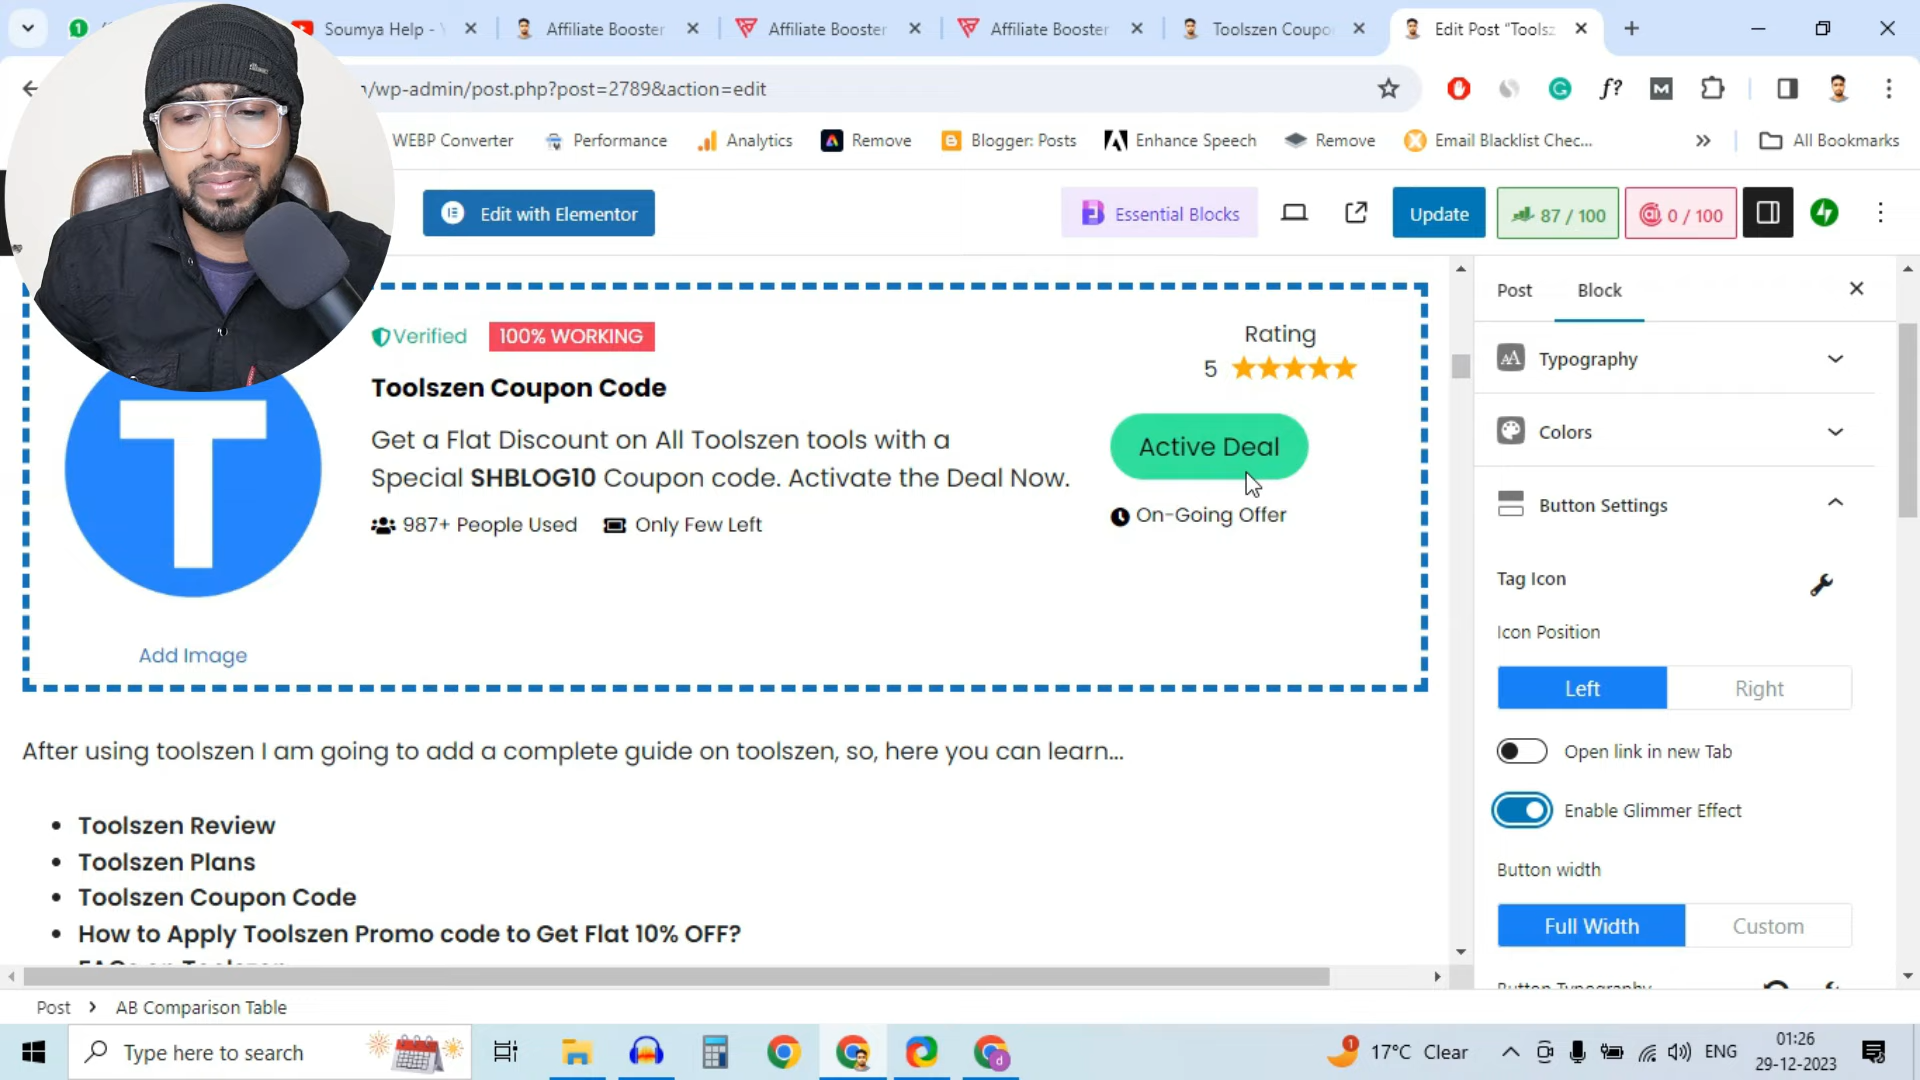 Soumya Help - Y
Affiliate Booster
Affiliate Booster
Affiliate Booster
Toolszen Coupo
Edit Post "Toolsz
/wp-admin/post.php?post=2789&action=edit
WEBP Converter
Performance
Analytics
Remove
Blogger: Posts
Enhance Speech
Remove
Email Blacklist Chec...
All Bookmarks
Edit with Elementor
Essential Blocks
Update
87 / 100
0 / 100
Post
Block
Verified
100% WORKING
Rating
5
Toolszen Coupon Code
Get a Flat Discount on All Toolszen tools with a
Special SHBLOG10 Coupon code. Activate the Deal Now.
987+ People Used
Only Few Left
Active Deal
On-Going Offer
T
Add Image
Typography
Colors
Button Settings
Tag Icon
Icon Position
Left
Right
Open link in new Tab
Enable Glimmer Effect
Button width
Full Width
Custom
Button Typography
After using toolszen I am going to add a complete guide on toolszen, so, here you can learn...
• Toolszen Review
• Toolszen Plans
• Toolszen Coupon Code
• How to Apply Toolszen Promo code to Get Flat 10% OFF?
• FAQs on Toolszen
Post
AB Comparison Table
Type here to search
17°C Clear
ENG
01:26
29-12-2023